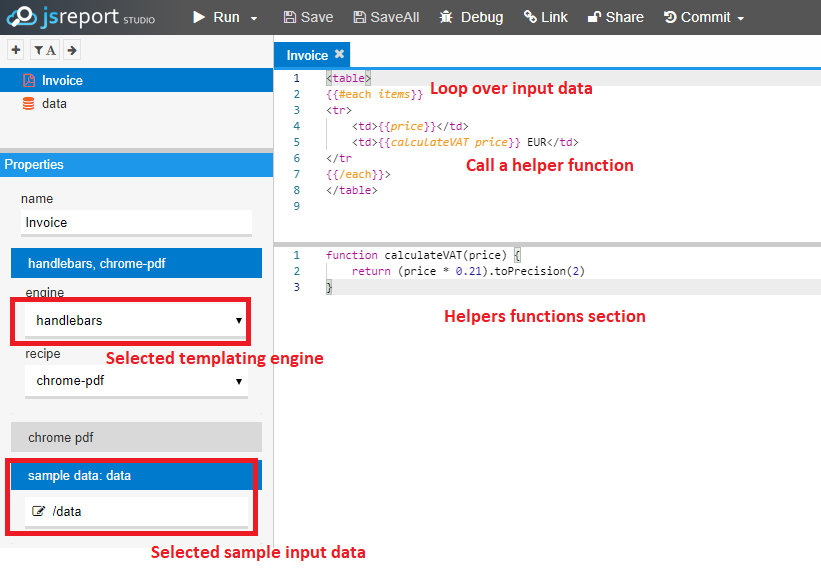 jsreport STUDIO
Run Save SaveAll Debug Link Share Commit
A
Invoice
data
Properties
name
Invoice
handlebars, chrome-pdf
engine
handlebars
Selected templating engine
recipe
chrome-pdf
chrome pdf
sample data: data
/data
Selected sample input data
Invoice
1 <table>
2 {{#each items}}
3 <tr>
4 <td>{{price}}</td>
5 <td>{{calculateVAT price}} EUR</td>
6 </tr
7 {{/each}}>
8 </table>
9
Loop over input data
Call a helper function
1 function calculateVAT(price) {
2 return (price * 0.21).toPrecision(2)
3 }
Helpers functions section